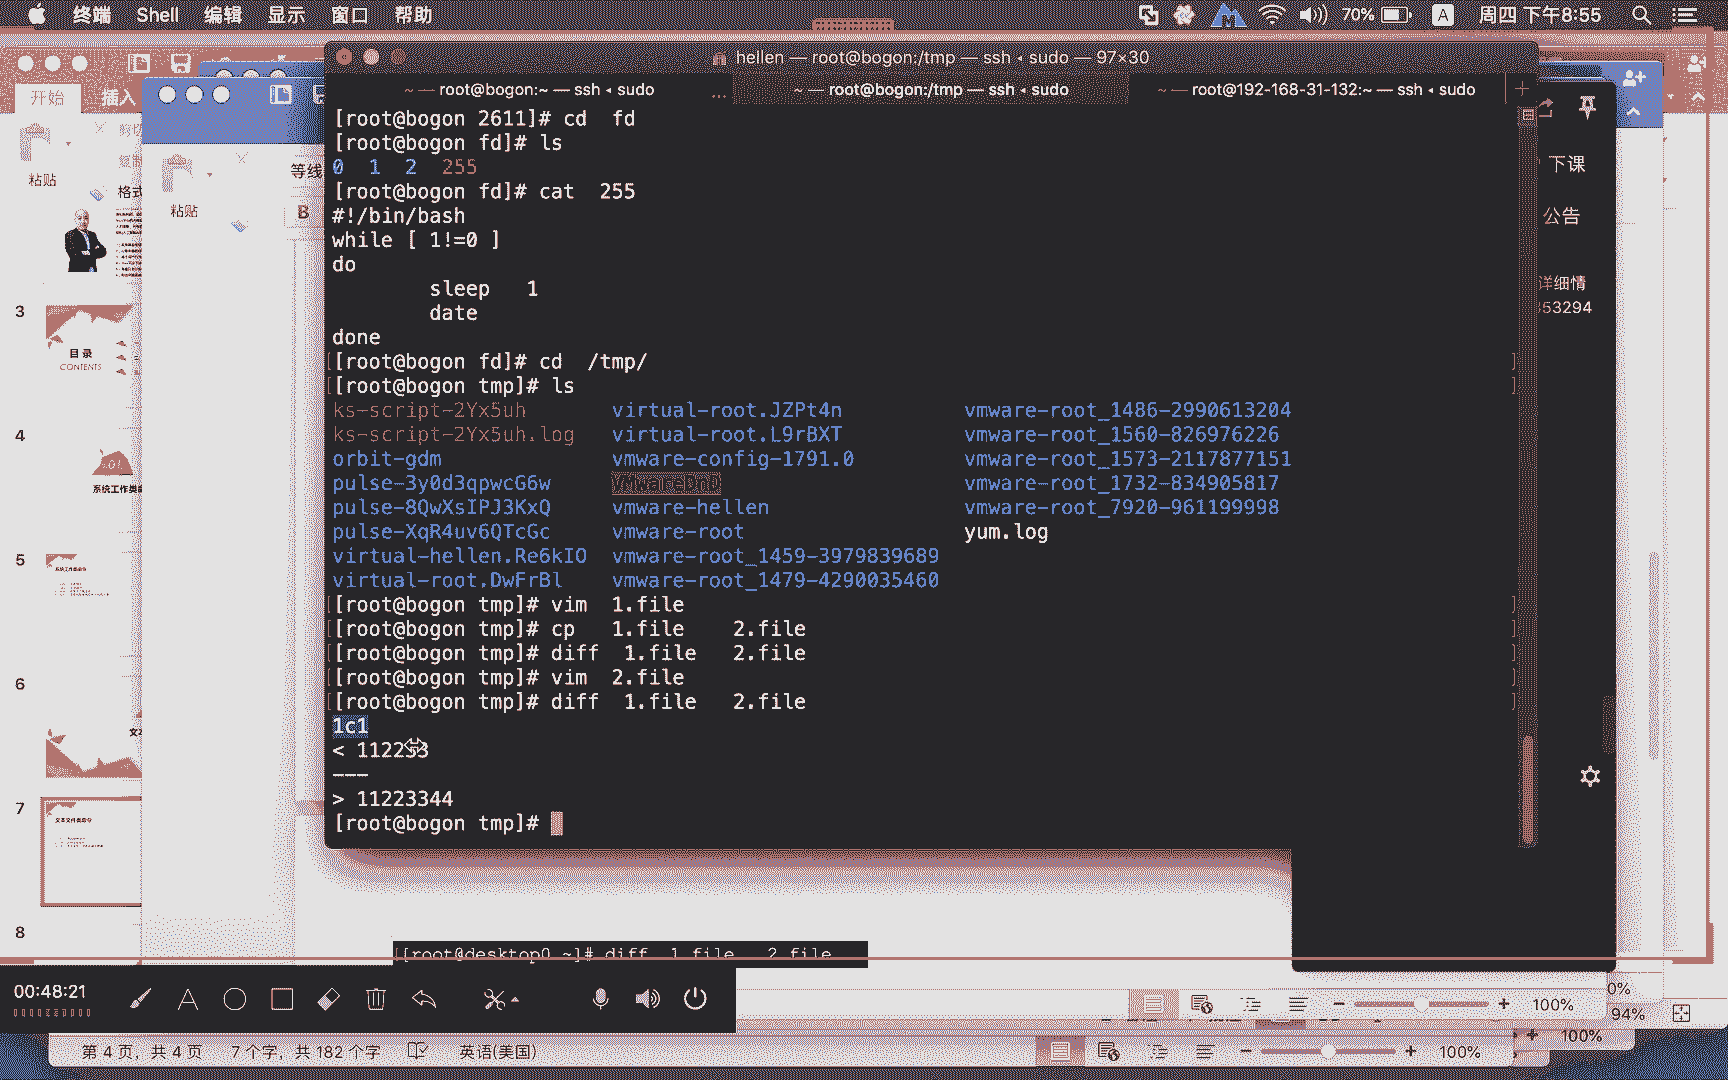 终端 Shell 编辑 显示 窗口 帮助 70% A 周四 下午8:55
hellen — root@bogon:/tmp — ssh ◂ sudo — 97×30
~ — root@bogon:~ — ssh ◂ sudo ... ~ — root@bogon:/tmp — ssh ◂ sudo ~ — root@192-168-31-132:~ — ssh ◂ sudo +
开始 插入
粘贴
格式
粘贴
等线
B
3
目录
CONTENTS
4
5
6
7
8
[root@bogon 2611]# cd  fd
[root@bogon fd]# ls
0  1  2  255
[root@bogon fd]# cat  255
#!/bin/bash
while [ 1!=0 ]
do
        sleep   1
        date
done
[root@bogon fd]# cd  /tmp/
[root@bogon tmp]# ls
ks-script-2Yx5uh       virtual-root.JZPt4n           vmware-root_1486-2990613204
ks-script-2Yx5uh.log   virtual-root.L9rBXT           vmware-root_1560-826976226
orbit-gdm              vmware-config-1791.0          vmware-root_1573-2117877151
pulse-3y0d3qpwcG6w     VMwareDnD                     vmware-root_1732-834905817
pulse-8QwXsIPJ3KxQ     vmware-hellen                 vmware-root_7920-961199998
pulse-XqR4uv6QTcGc     vmware-root                   yum.log
virtual-hellen.Re6kIO  vmware-root_1459-3979839689
virtual-root.DwFrBl    vmware-root_1479-4290035460
[root@bogon tmp]# vim  1.file
[root@bogon tmp]# cp   1.file    2.file
[root@bogon tmp]# diff  1.file   2.file
[root@bogon tmp]# vim  2.file
[root@bogon tmp]# diff  1.file   2.file
1c1
< 112233
---
> 11223344
[root@bogon tmp]#
下课
公告
详细情
53294
[root@desktop0 ~]# diff  1.file   2.file
00:48:21
100%
94%
100%
第 4 页，共 4 页 7 个字，共 182 个字 英语(美国) 100%